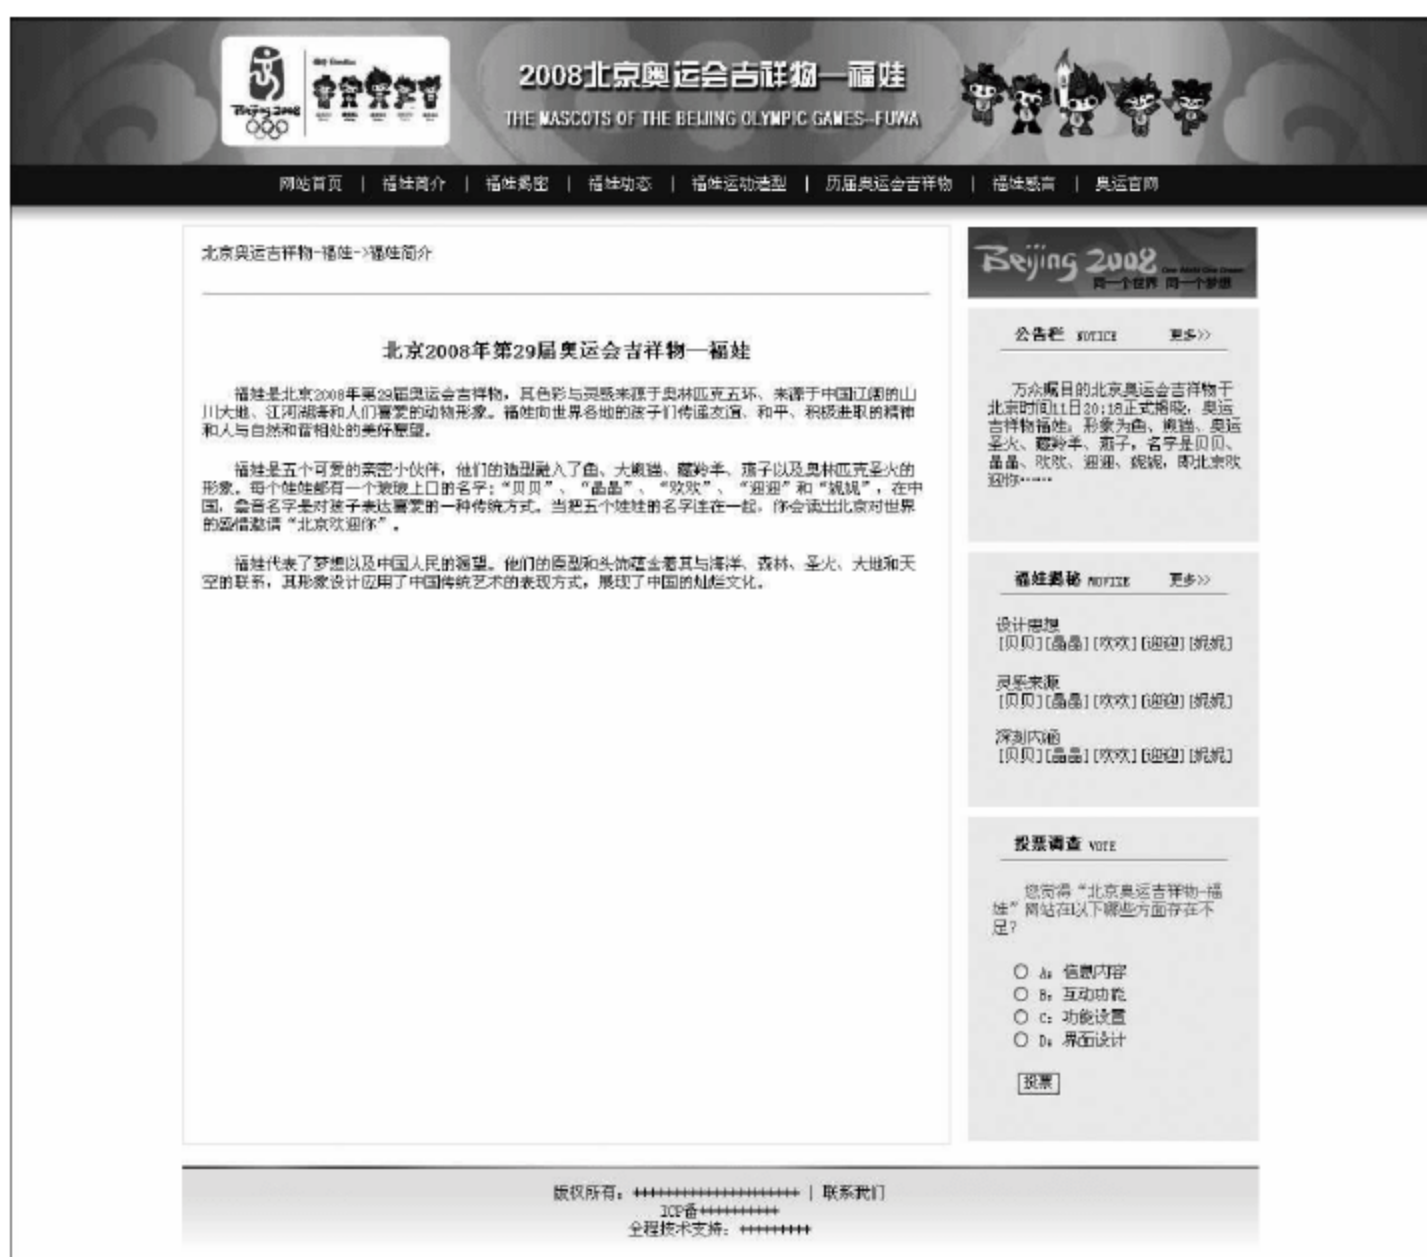 Beijing 2008
2008北京奥运会吉祥物—福娃
THE MASCOTS OF THE BEIJING OLYMPIC GAMES--FUWA
网站首页 | 福娃简介 | 福娃揭密 | 福娃动态 | 福娃运动造型 | 历届奥运会吉祥物 | 福娃感言 | 奥运官网
北京奥运吉祥物-福娃->福娃简介
北京2008年第29届奥运会吉祥物—福娃
福娃是北京2008年第29届奥运会吉祥物，其色彩与灵感来源于奥林匹克五环、来源于中国辽阔的山
川大地、江河湖海和人们喜爱的动物形象。福娃向世界各地的孩子们传递友谊、和平、积极进取的精神
和人与自然和谐相处的美好愿望。
福娃是五个可爱的亲密小伙伴，他们的造型融入了鱼、大熊猫、藏羚羊、燕子以及奥林匹克圣火的
形象。每个娃娃都有一个琅琅上口的名字：“贝贝”、“晶晶”、“欢欢”、“迎迎”和“妮妮”，在中
国，叠音名字是对孩子表达喜爱的一种传统方式。当把五个娃娃的名字连在一起，你会读出北京对世界
的盛情邀请“北京欢迎你”。
福娃代表了梦想以及中国人民的渴望。他们的原型和头饰蕴含着其与海洋、森林、圣火、大地和天
空的联系，其形象设计应用了中国传统艺术的表现方式，展现了中国的灿烂文化。
Beijing 2008
One World One Dream
同一个世界 同一个梦想
公告栏 NOTICE 更多>>
万众瞩目的北京奥运会吉祥物于
北京时间11日20:18正式揭晓，奥运
吉祥物福娃。形象为鱼、熊猫、奥运
圣火、藏羚羊、燕子，名字是贝贝、
晶晶、欢欢、迎迎、妮妮，即北京欢
迎你……
福娃揭秘 更多>>
设计思想
[贝贝][晶晶][欢欢][迎迎][妮妮]
灵感来源
[贝贝][晶晶][欢欢][迎迎][妮妮]
深刻内涵
[贝贝][晶晶][欢欢][迎迎][妮妮]
投票调查 VOTE
您觉得“北京奥运吉祥物-福
娃”网站在以下哪些方面存在不
足？
A：信息内容
B：互动功能
C：功能设置
D：界面设计
投票
版权所有：+++++++++++++++++++++ | 联系我们
ICP备++++++++++
全程技术支持：+++++++++